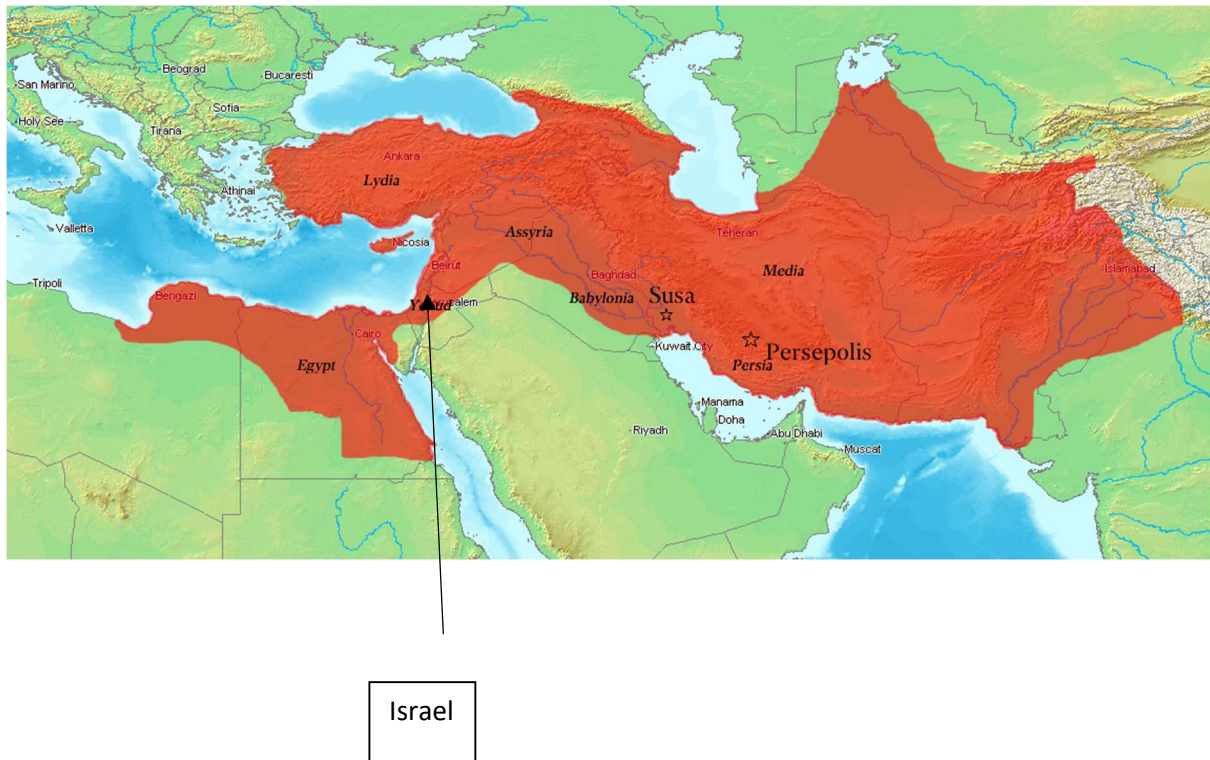 Beograd
Bucaresti
San Marino
Sofia
Holy See
Tirana
Ankara
Lydia
Athinai
Valletta
Nicosia
Assyria
Teheran
Media
Islamabad
Beirut
Baghdad
Tripoli
Bengazi
Babylonia
Susa
Yehud
Jerusalem
Cairo
Kuwait City
Persepolis
Egypt
Persia
Manama
Doha
Riyadh
Abu Dhabi
Muscat
Israel